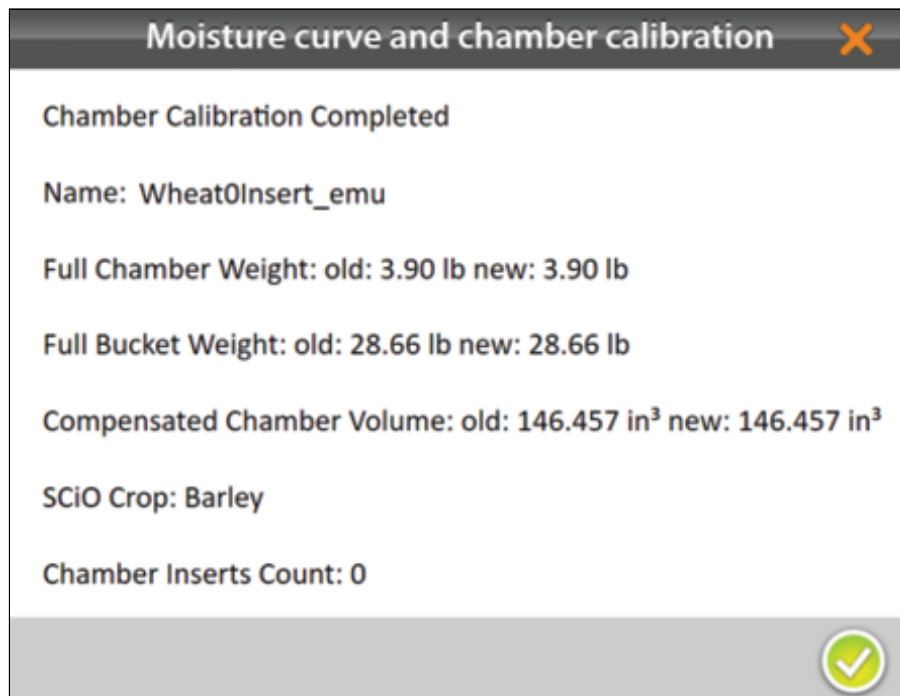 Moisture curve and chamber calibration
Chamber Calibration Completed
Name: Wheat0Insert_emu
Full Chamber Weight: old: 3.90 lb new: 3.90 lb
Full Bucket Weight: old: 28.66 lb new: 28.66 lb
Compensated Chamber Volume: old: 146.457 in³ new: 146.457 in³
SCiO Crop: Barley
Chamber Inserts Count: 0